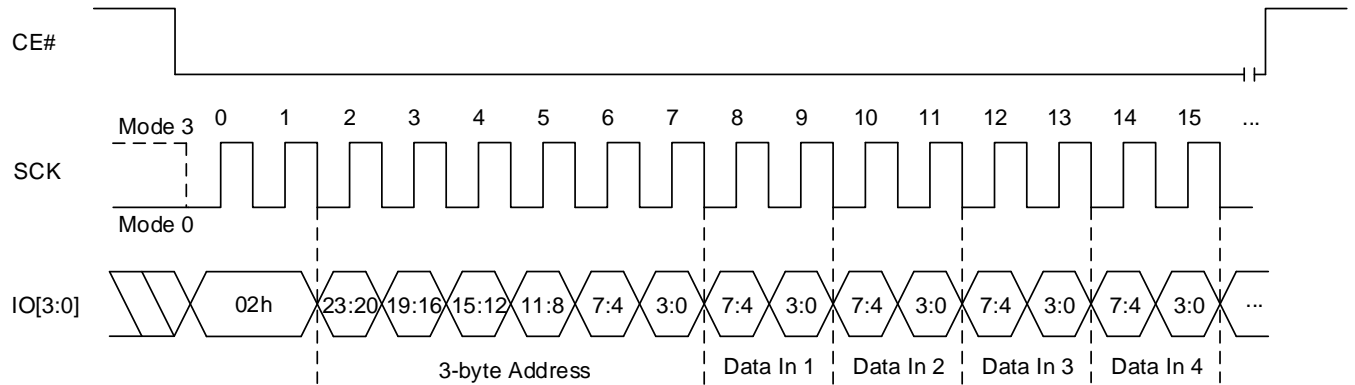 CE#
Mode 3 0 1 2 3 4 5 6 7 8 9 10 11 12 13 14 15 ...
SCK
Mode 0
IO[3:0] 02h 23:20 19:16 15:12 11:8 7:4 3:0 7:4 3:0 7:4 3:0 7:4 3:0 7:4 3:0 ...
3-byte Address Data In 1 Data In 2 Data In 3 Data In 4